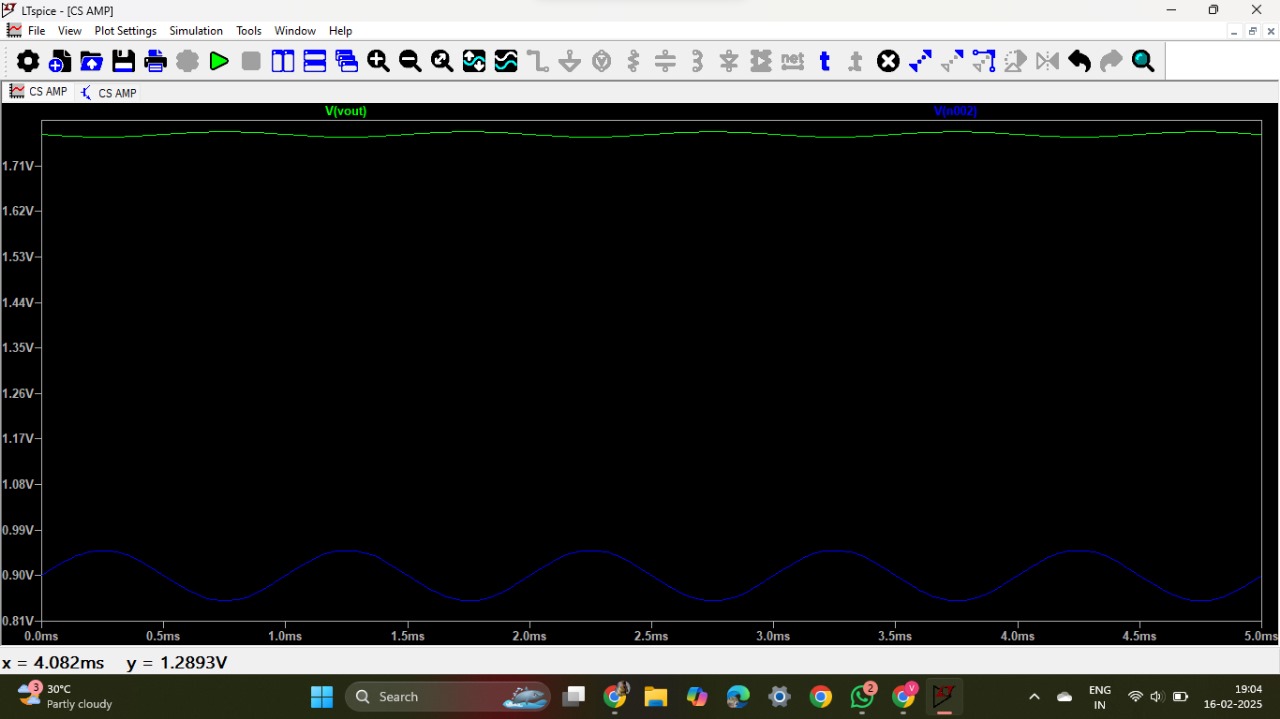 LTspice - [CS AMP]
File View Plot Settings Simulation Tools Window Help
net t t
CS AMP CS AMP
V(vout) V(n002)
1.71V
1.62V
1.53V
1.44V
1.35V
1.26V
1.17V
1.08V
0.99V
0.90V
0.81V
0.0ms 0.5ms 1.0ms 1.5ms 2.0ms 2.5ms 3.0ms 3.5ms 4.0ms 4.5ms 5.0ms
x = 4.082ms y = 1.2893V
3 30°C
Partly cloudy
Search
2 V
ENG
IN
19:04
16-02-2025